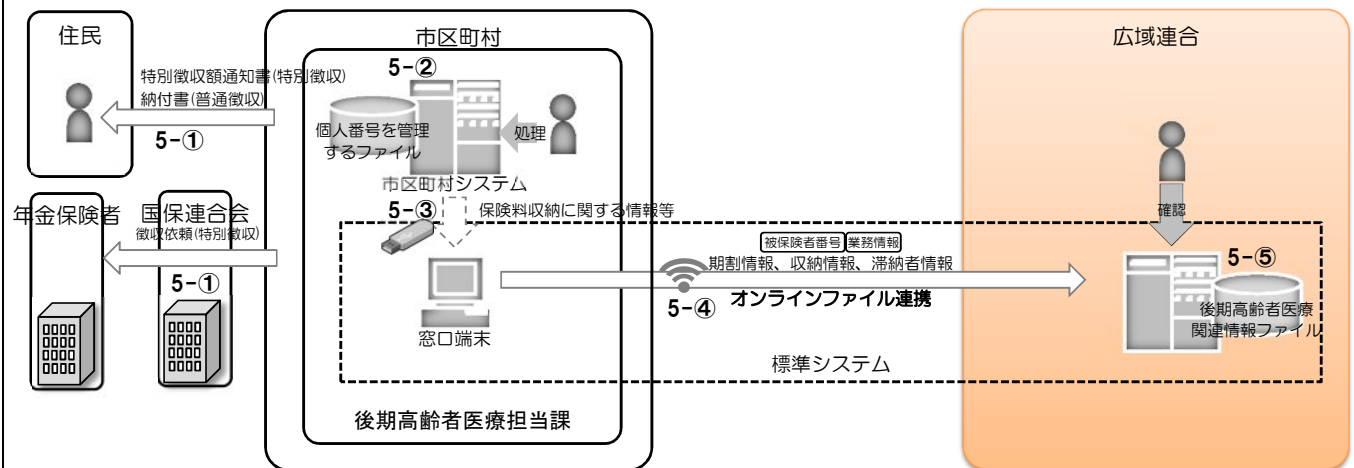 住民
特別徴収額通知書(特別徴収)
納付書(普通徴収)
5-①
年金保険者
国保連合会
徴収依頼(特別徴収)
5-①
市区町村
5-②
個人番号を管理
するファイル
処理
市区町村システム
5-③
保険料収納に関する情報等
窓口端末
後期高齢者医療担当課
被保険者番号 業務情報
期割情報、収納情報、滞納者情報
5-④
オンラインファイル連携
標準システム
広域連合
確認
5-⑤
後期高齢者医療
関連情報ファイル